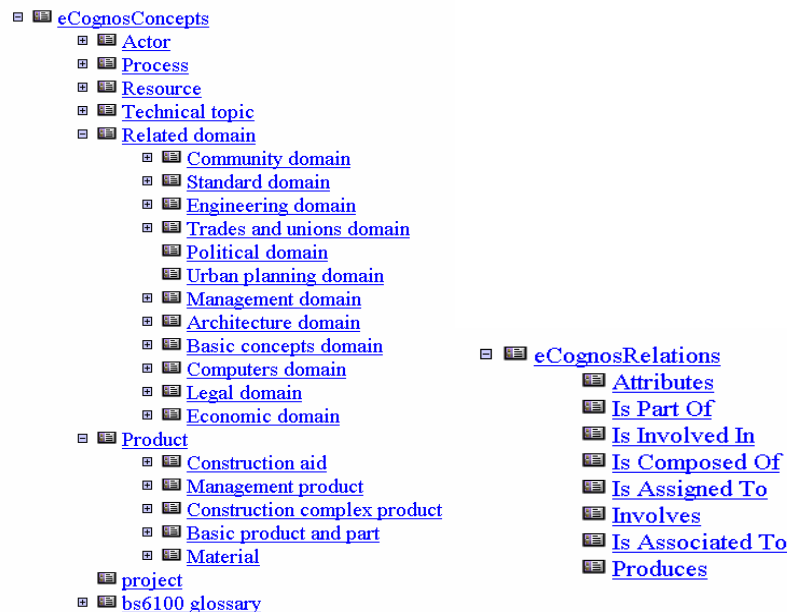 eCognosConcepts
Actor
Process
Resource
Technical topic
Related domain
Community domain
Standard domain
Engineering domain
Trades and unions domain
Political domain
Urban planning domain
Management domain
Architecture domain
Basic concepts domain
Computers domain
Legal domain
Economic domain
Product
Construction aid
Management product
Construction complex product
Basic product and part
Material
project
bs6100 glossary
eCognosRelations
Attributes
Is Part Of
Is Involved In
Is Composed Of
Is Assigned To
Involves
Is Associated To
Produces